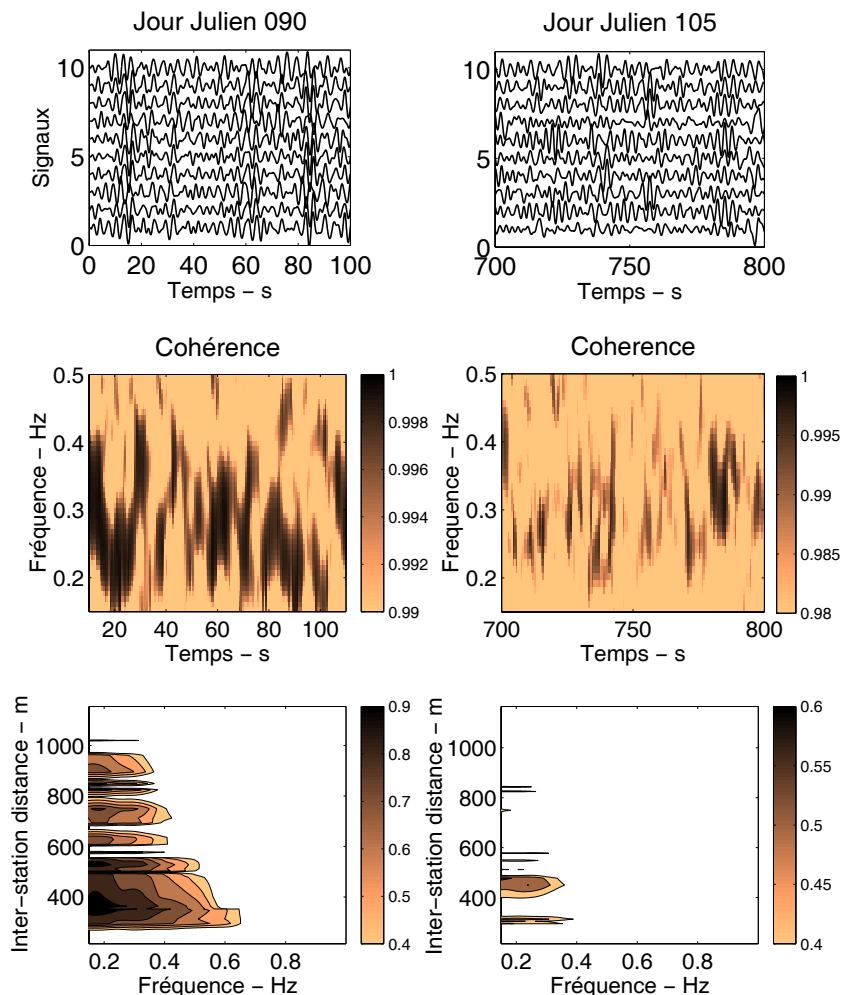 Jour Julien 090
Jour Julien 105
Signaux
10
5
0
0 20 40 60 80 100
Temps – s
10
5
0
700 750 800
Temps – s
Cohérence
Coherence
Fréquence – Hz
0.5
0.4
0.3
0.2
20 40 60 80 100
Temps – s
1
0.998
0.996
0.994
0.992
0.99
Frequence – Hz
0.5
0.4
0.3
0.2
700 750 800
Temps – s
1
0.995
0.99
0.985
0.98
Inter–station distance – m
1000
800
600
400
0.2 0.4 0.6 0.8
Fréquence – Hz
0.9
0.8
0.7
0.6
0.5
0.4
Inter–station distance – m
1000
800
600
400
0.2 0.4 0.6 0.8
Fréquence – Hz
0.6
0.55
0.5
0.45
0.4